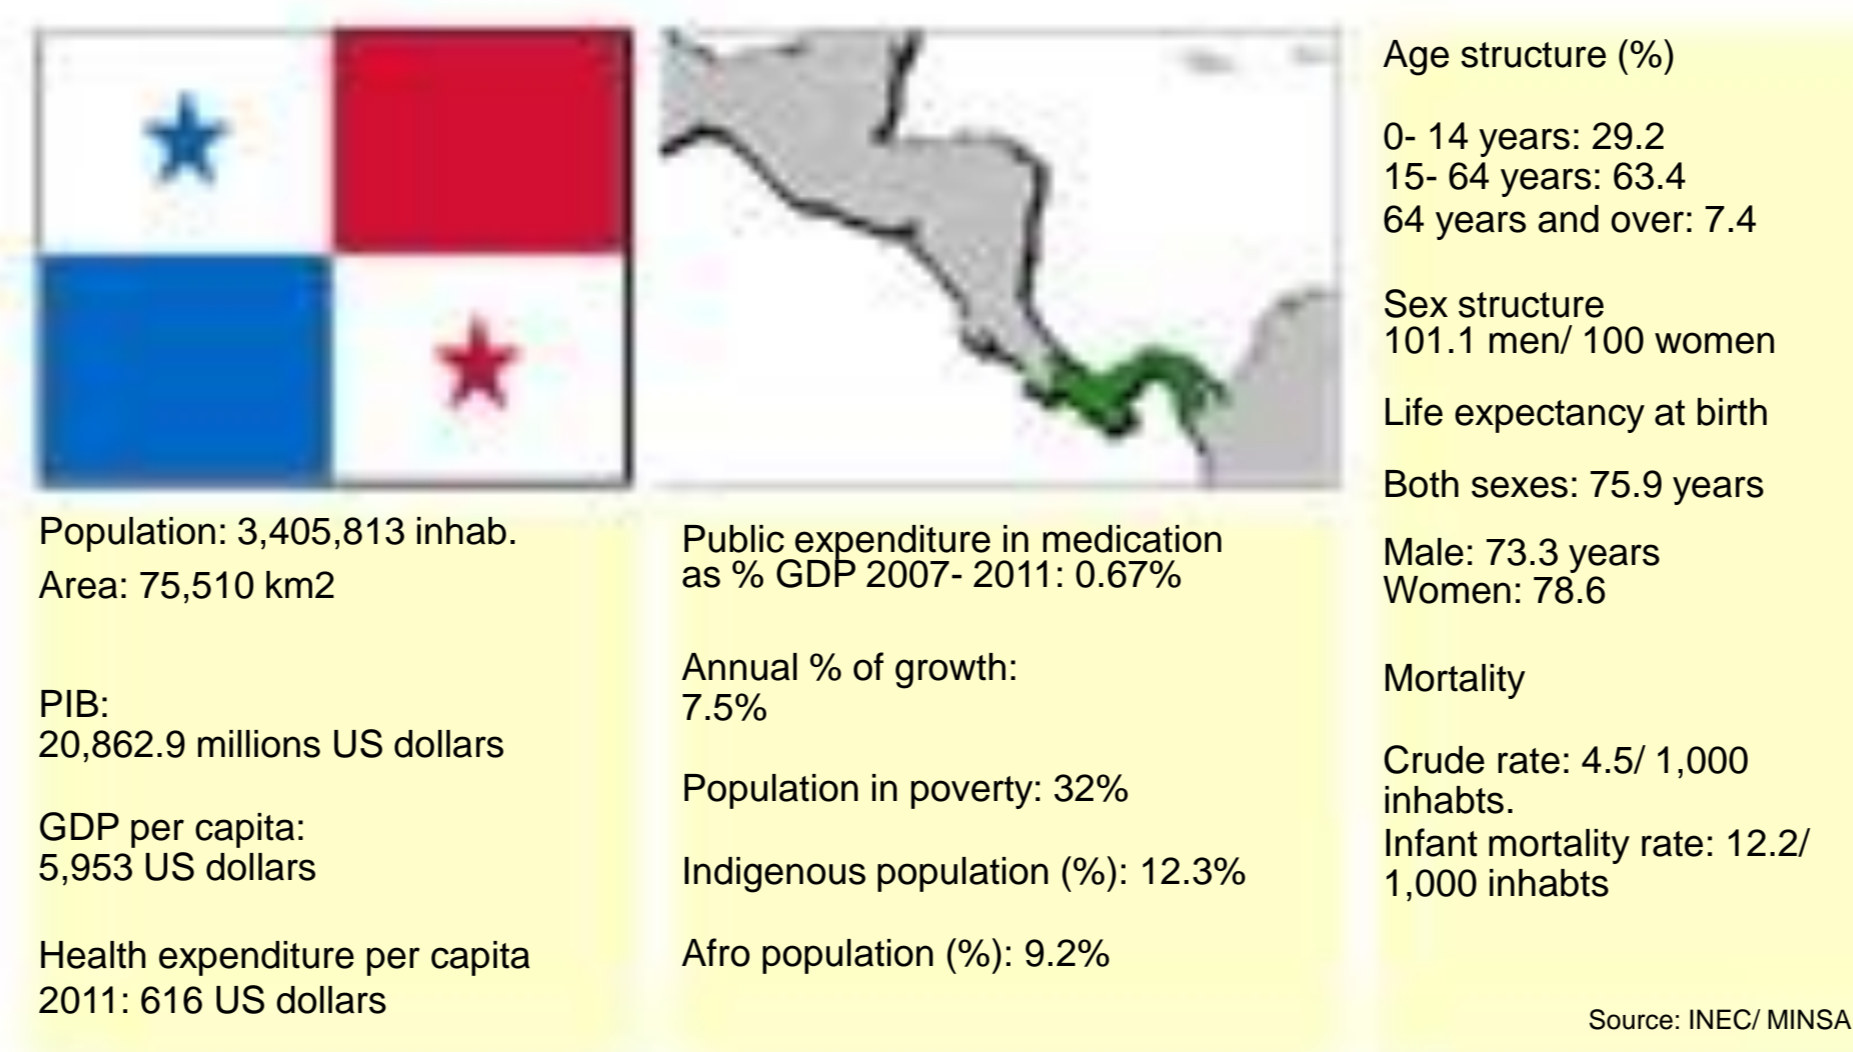 Population: 3,405,813 inhab.
Area: 75,510 km2
PIB:
20,862.9 millions US dollars
GDP per capita:
5,953 US dollars
Health expenditure per capita
2011: 616 US dollars
Public expenditure in medication
as % GDP 2007- 2011: 0.67%
Annual % of growth:
7.5%
Population in poverty: 32%
Indigenous population (%): 12.3%
Afro population (%): 9.2%
Age structure (%)
0- 14 years: 29.2
15- 64 years: 63.4
64 years and over: 7.4
Sex structure
101.1 men/ 100 women
Life expectancy at birth
Both sexes: 75.9 years
Male: 73.3 years
Women: 78.6
Mortality
Crude rate: 4.5/ 1,000
inhabts.
Infant mortality rate: 12.2/
1,000 inhabts
Source: INEC/ MINSA